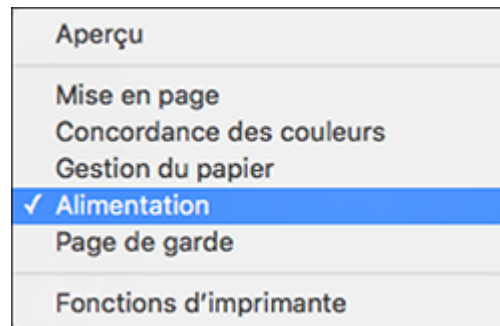 Aperçu
Mise en page
Concordance des couleurs
Gestion du papier
✓ Alimentation
Page de garde
Fonctions d'imprimante